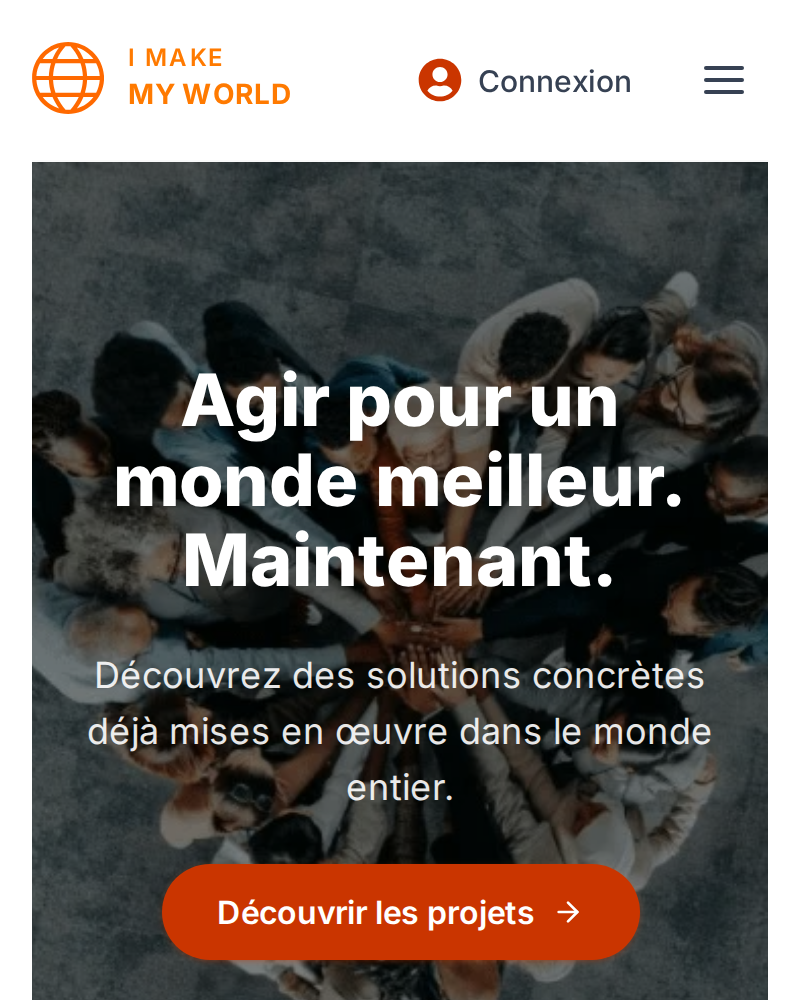 I MAKE
MY WORLD
Connexion
Agir pour un
monde meilleur.
Maintenant.
Découvrez des solutions concrètes
déjà mises en œuvre dans le monde
entier.
Découvrir les projets →